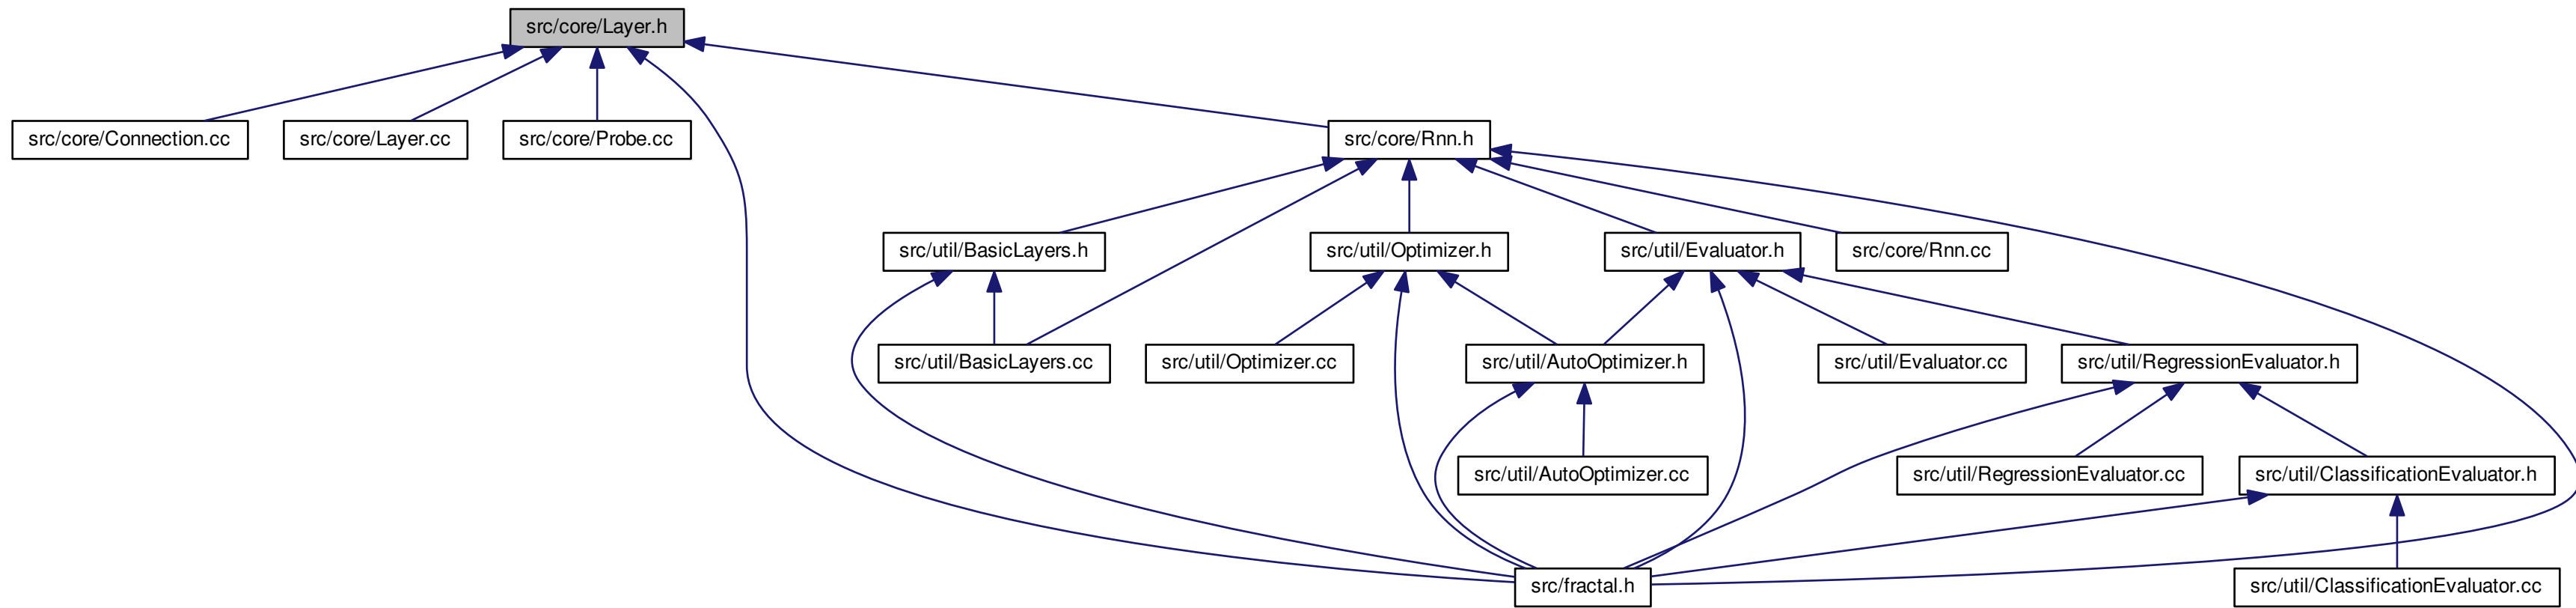 src/core/Layer.h
src/core/Connection.cc
src/core/Layer.cc
src/core/Probe.cc
src/core/Rnn.h
src/util/BasicLayers.h
src/util/Optimizer.h
src/util/Evaluator.h
src/core/Rnn.cc
src/util/BasicLayers.cc
src/util/Optimizer.cc
src/util/AutoOptimizer.h
src/util/Evaluator.cc
src/util/RegressionEvaluator.h
src/util/AutoOptimizer.cc
src/util/RegressionEvaluator.cc
src/util/ClassificationEvaluator.h
src/fractal.h
src/util/ClassificationEvaluator.cc